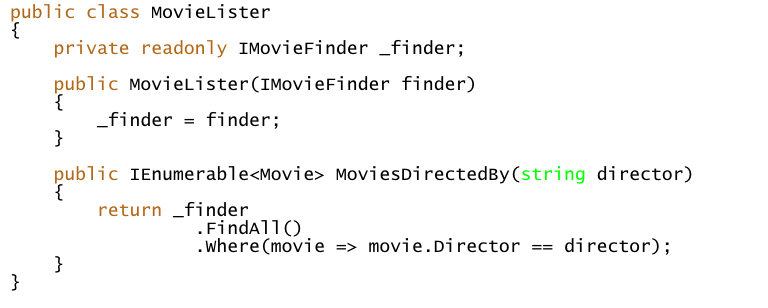 public class MovieLister
{
    private readonly IMovieFinder _finder;

    public MovieLister(IMovieFinder finder)
    {
        _finder = finder;
    }

    public IEnumerable<Movie> MoviesDirectedBy(string director)
    {
        return _finder
                 .FindAll()
                 .Where(movie => movie.Director == director);
    }
}